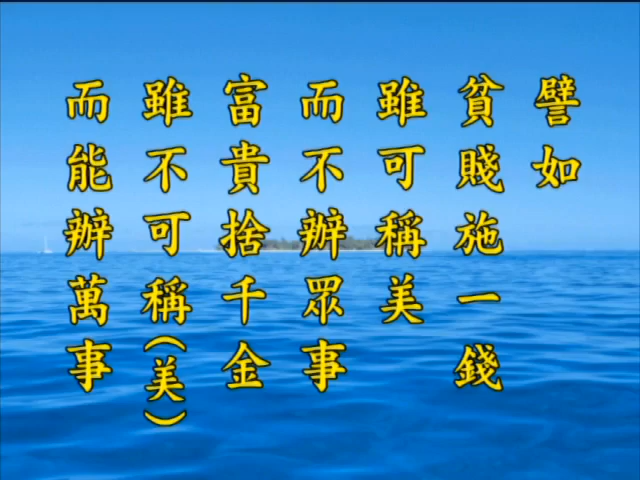 譬如
貧賤施一錢
雖可稱美
而不辦眾事
富貴捨千金
雖不可稱(美)
而能辦萬事